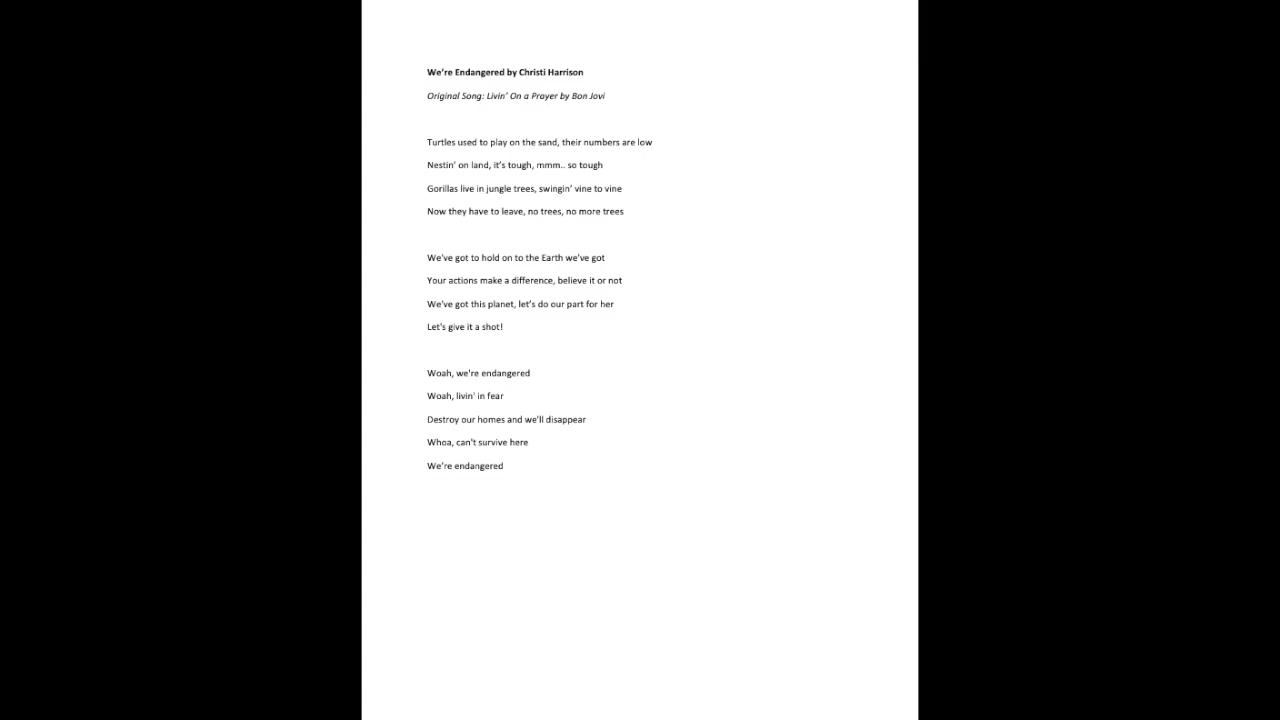 We’re Endangered by Christi Harrison
Original Song: Livin’ On a Prayer by Bon Jovi
Turtles used to play on the sand, their numbers are low
Nestin’ on land, it’s tough, mmm.. so tough
Gorillas live in jungle trees, swingin’ vine to vine
Now they have to leave, no trees, no more trees
We've got to hold on to the Earth we've got
Your actions make a difference, believe it or not
We've got this planet, let’s do our part for her
Let's give it a shot!
Woah, we're endangered
Woah, livin' in fear
Destroy our homes and we'll disappear
Whoa, can't survive here
We’re endangered